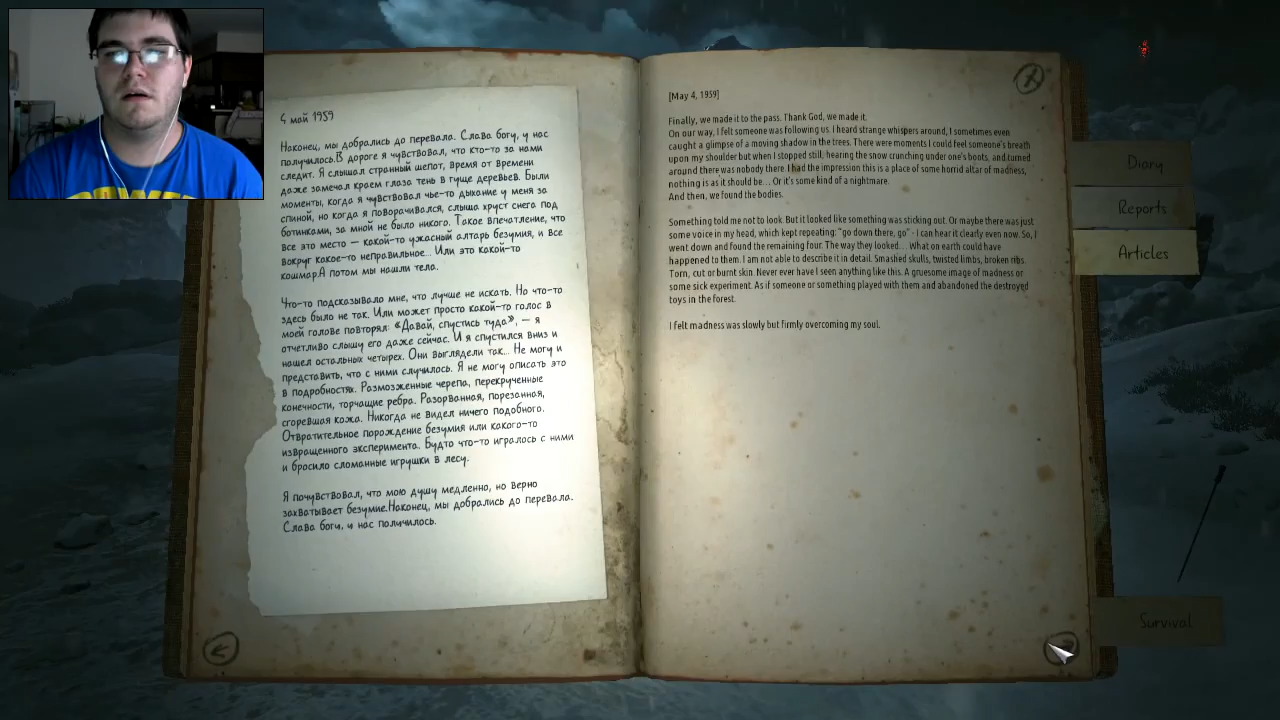 4 май 1959
Наконец, мы добрались до перевала. Слава богу, у нас
получилось.В дороге я чувствовал, что кто-то за нами
следит. Я слышал странный шепот, время от времени
даже замечал краем глаза тень в гуще деревьев. Были
моменты, когда я чувствовал чье-то дыхание у меня за
спиной, но когда я поворачивался, слыша хруст снега под
ботинками, за мной не было никого. Такое впечатление, что
все это место – какой-то ужасный алтарь безумия, и все
вокруг какое-то неправильное... Или это какой-то
кошмар.А потом мы нашли тела.
Что-то подсказывало мне, что лучше не искать. Но что-то
здесь было не так. Или может просто какой-то голос в
моей голове повторял: «Давай, спустись туда», – я
отчетливо слышу его даже сейчас. И я спустился вниз и
нашел остальных четырех. Они выглядели так... Не могу и
представить, что с ними случилось. Я не могу описать это
в подробностях. Размозженные черепа, перекрученные
конечности, торчащие ребра. Разорванная, порезанная,
сгоревшая кожа. Никогда не видел ничего подобного.
Отвратительное порождение безумия или какого-то
извращенного эксперимента. Будто что-то игралось с ними
и бросило сломанные игрушки в лесу.
Я почувствовал, что мою душу медленно, но верно
захватывает безумие.Наконец, мы добрались до перевала.
Слава богу, у нас получилось.
[May 4, 1959]
Finally, we made it to the pass. Thank God, we made it.
On our way, I felt someone was following us. I heard strange whispers around, I sometimes even
caught a glimpse of a moving shadow in the trees. There were moments I could feel someone's breath
upon my shoulder but when I stopped still, hearing the snow crunching under one's boots, and turned
around there was nobody there. I had the impression this is a place of some horrid altar of madness,
nothing is as it should be... Or it's some kind of a nightmare.
And then, we found the bodies.
Something told me not to look. But it looked like something was sticking out. Or maybe there was just
some voice in my head, which kept repeating: "go down there, go" - I can hear it clearly even now. So, I
went down and found the remaining four. The way they looked... What on earth could have
happened to them. I am not able to describe it in detail. Smashed skulls, twisted limbs, broken ribs.
Torn, cut or burnt skin. Never ever have I seen anything like this. A gruesome image of madness or
some sick experiment. As if someone or something played with them and abandoned the destroyed
toys in the forest.
I felt madness was slowly but firmly overcoming my soul.
Diary
Reports
Articles
Survival